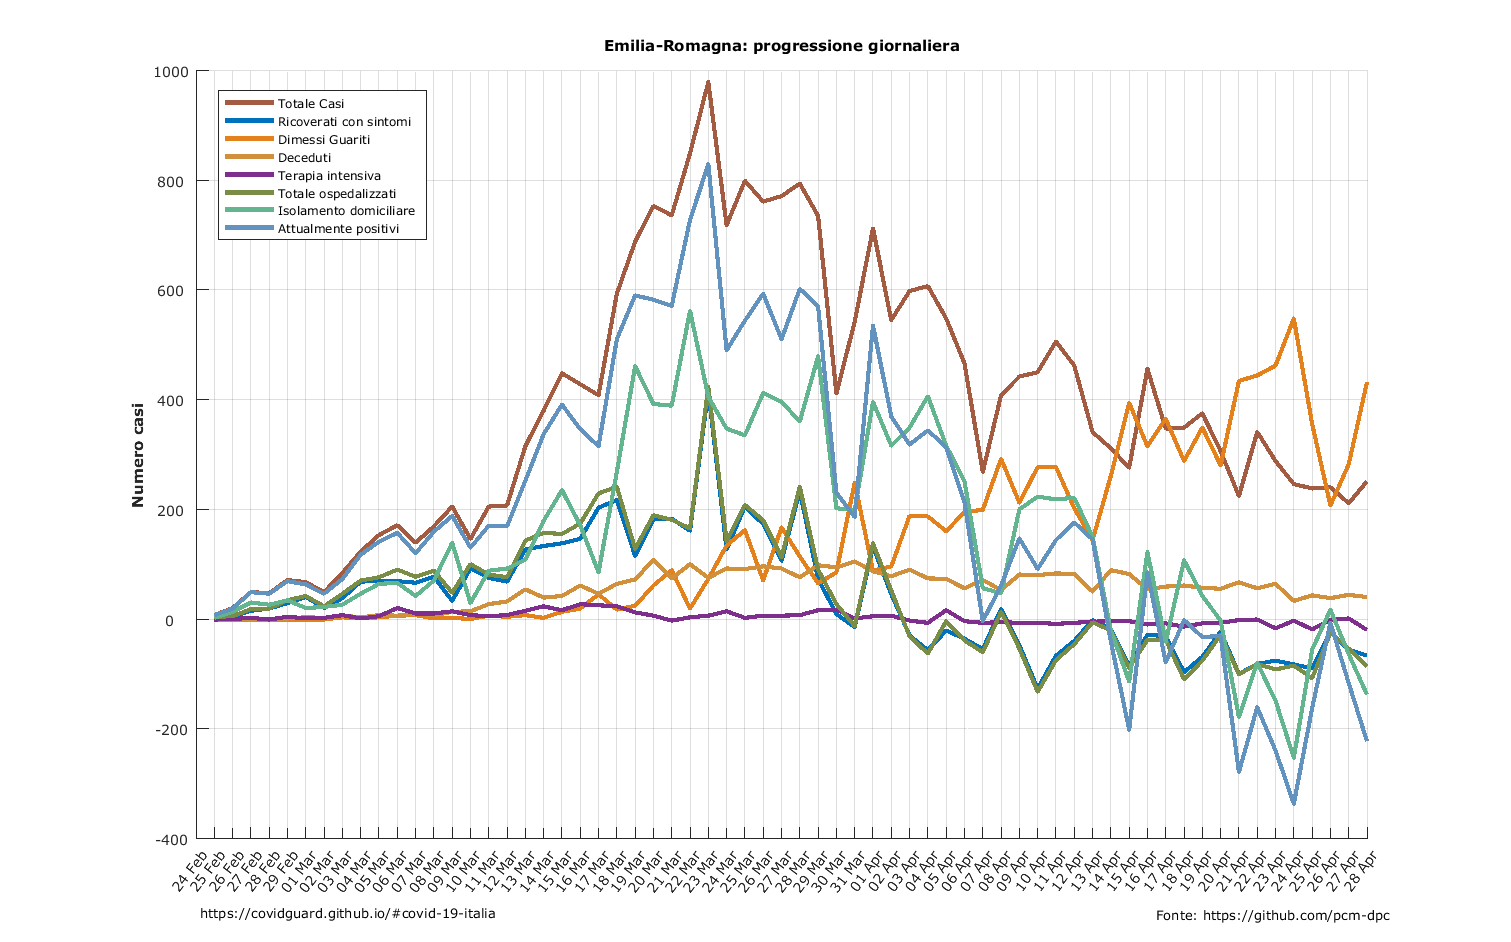 Emilia-Romagna: progressione giornaliera
1000
800
600
400
200
0
-200
-400
Numero casi
Totale Casi
Ricoverati con sintomi
Dimessi Guariti
Deceduti
Terapia intensiva
Totale ospedalizzati
Isolamento domiciliare
Attualmente positivi
24 Feb
25 Feb
26 Feb
27 Feb
28 Feb
29 Feb
01 Mar
02 Mar
03 Mar
04 Mar
05 Mar
06 Mar
07 Mar
08 Mar
09 Mar
10 Mar
11 Mar
12 Mar
13 Mar
14 Mar
15 Mar
16 Mar
17 Mar
18 Mar
19 Mar
20 Mar
21 Mar
22 Mar
23 Mar
24 Mar
25 Mar
26 Mar
27 Mar
28 Mar
29 Mar
30 Mar
31 Mar
01 Apr
02 Apr
03 Apr
04 Apr
05 Apr
06 Apr
07 Apr
08 Apr
09 Apr
10 Apr
11 Apr
12 Apr
13 Apr
14 Apr
15 Apr
16 Apr
17 Apr
18 Apr
19 Apr
20 Apr
21 Apr
22 Apr
23 Apr
24 Apr
25 Apr
26 Apr
27 Apr
28 Apr
https://covidguard.github.io/#covid-19-italia
Fonte: https://github.com/pcm-dpc